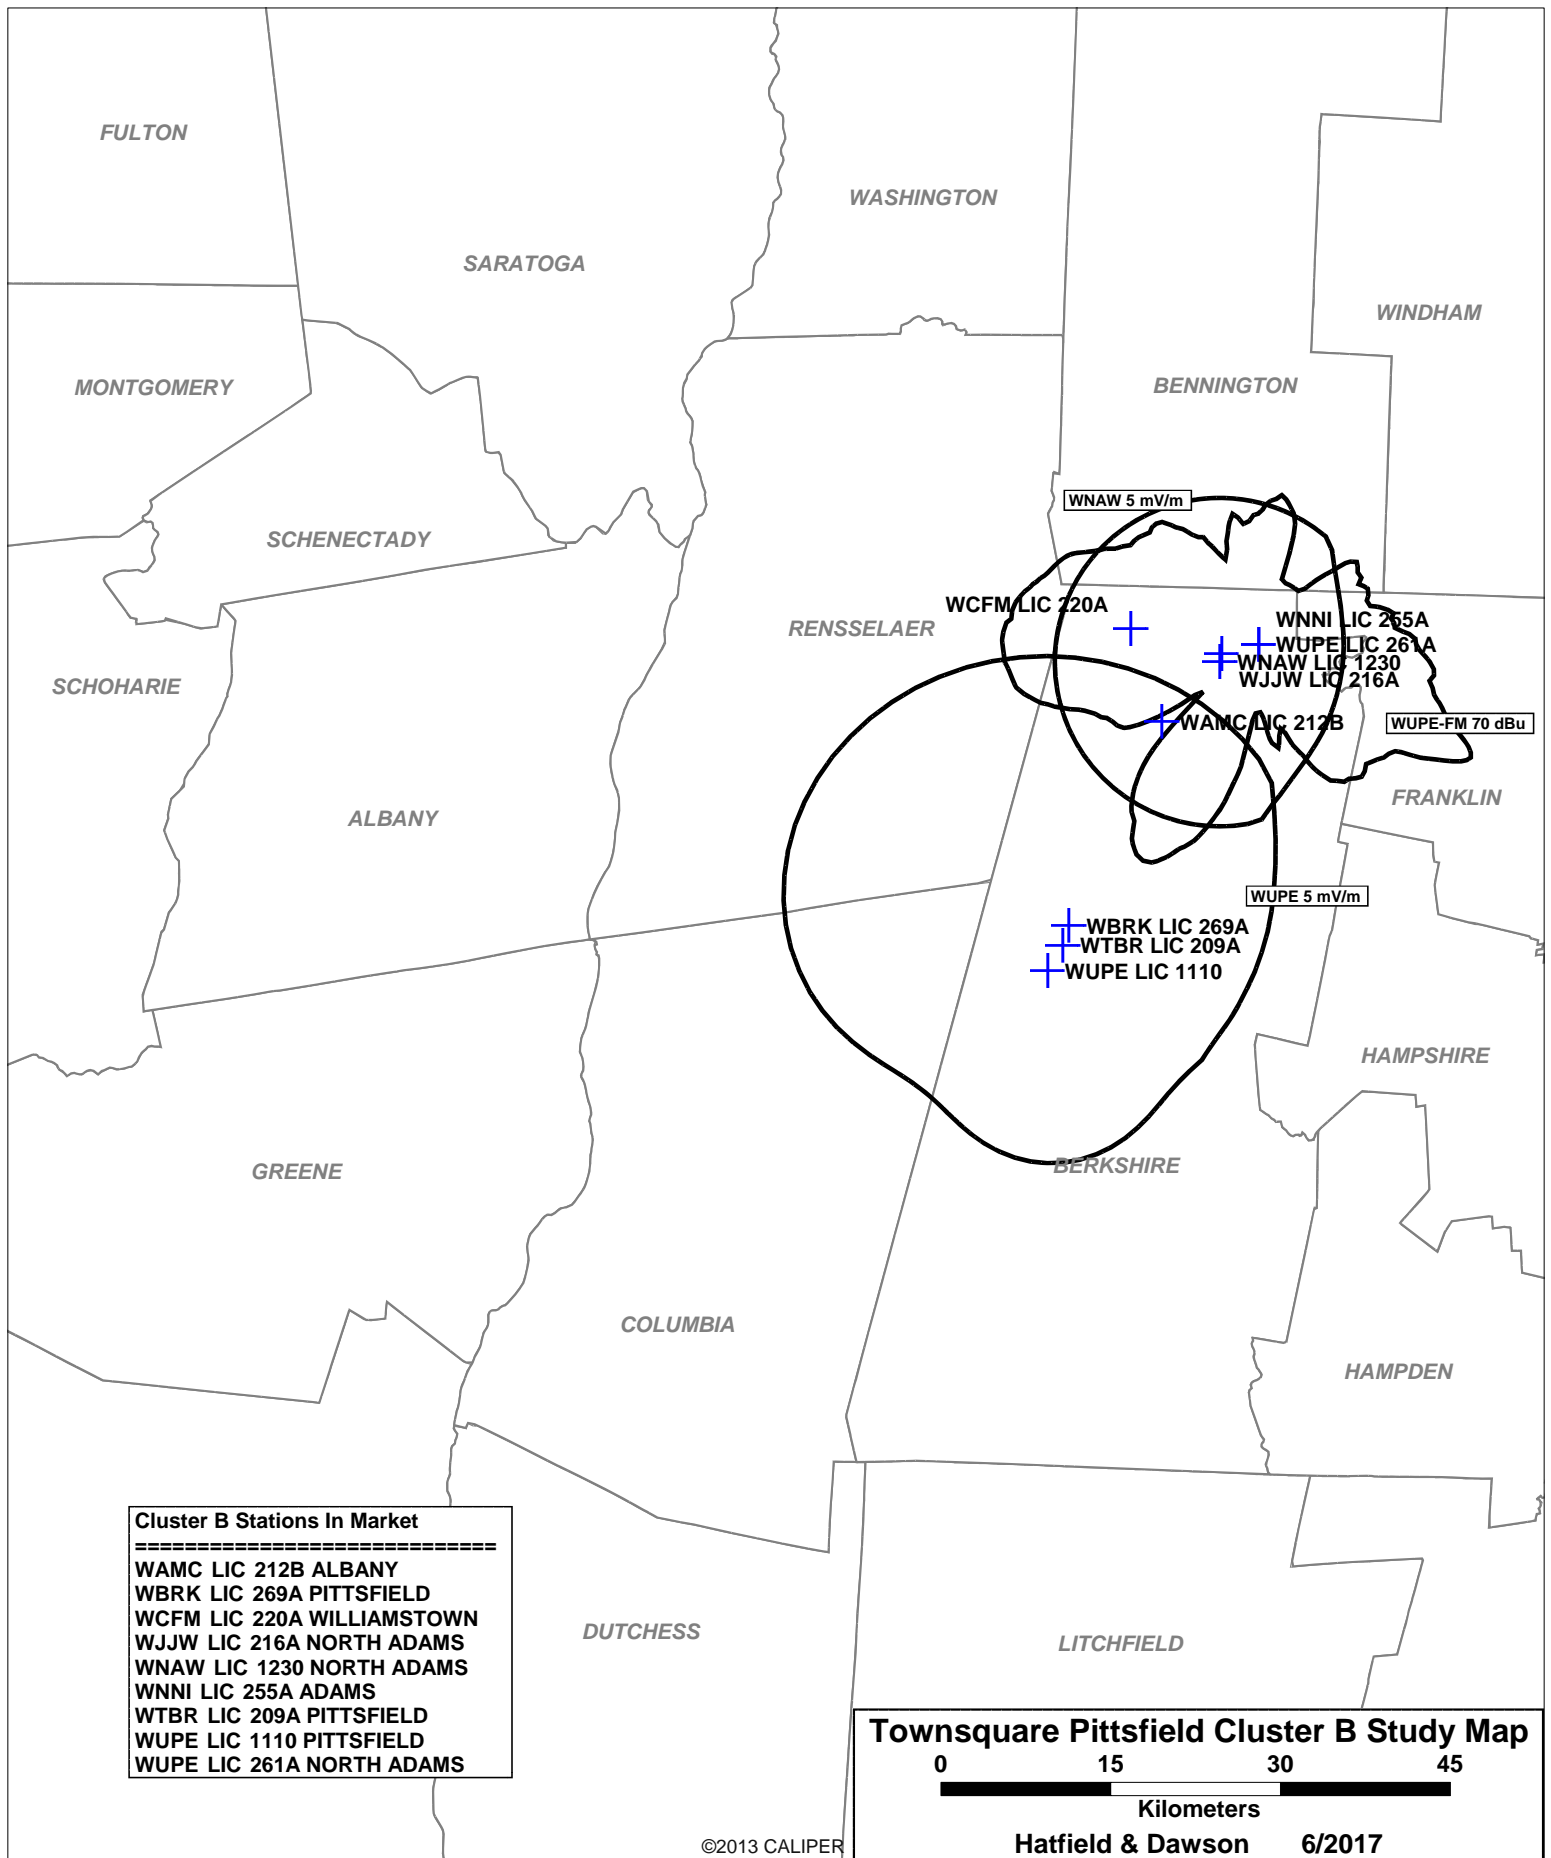 FULTON
WASHINGTON
SARATOGA
WINDHAM
MONTGOMERY
BENNINGTON
WNAW 5 mV/m
SCHENECTADY
WCFM LIC 220A
WNNI LIC 255A
RENSSELAER
WUPE LIC 261A
WNAW LIC 1230
WJJW LIC 216A
SCHOHARIE
WAMC LIC 212B
WUPE-FM 70 dBu
FRANKLIN
ALBANY
WUPE 5 mV/m
WBRK LIC 269A
WTBR LIC 209A
WUPE LIC 1110
HAMPSHIRE
GREENE
BERKSHIRE
COLUMBIA
HAMPDEN
Cluster B Stations In Market
=============================
WAMC LIC 212B ALBANY
WBRK LIC 269A PITTSFIELD
WCFM LIC 220A WILLIAMSTOWN
WJJW LIC 216A NORTH ADAMS
WNAW LIC 1230 NORTH ADAMS
WNNI LIC 255A ADAMS
WTBR LIC 209A PITTSFIELD
WUPE LIC 1110 PITTSFIELD
WUPE LIC 261A NORTH ADAMS
DUTCHESS
LITCHFIELD
Townsquare Pittsfield Cluster B Study Map
0 15 30 45
Kilometers
Hatfield & Dawson 6/2017
©2013 CALIPER